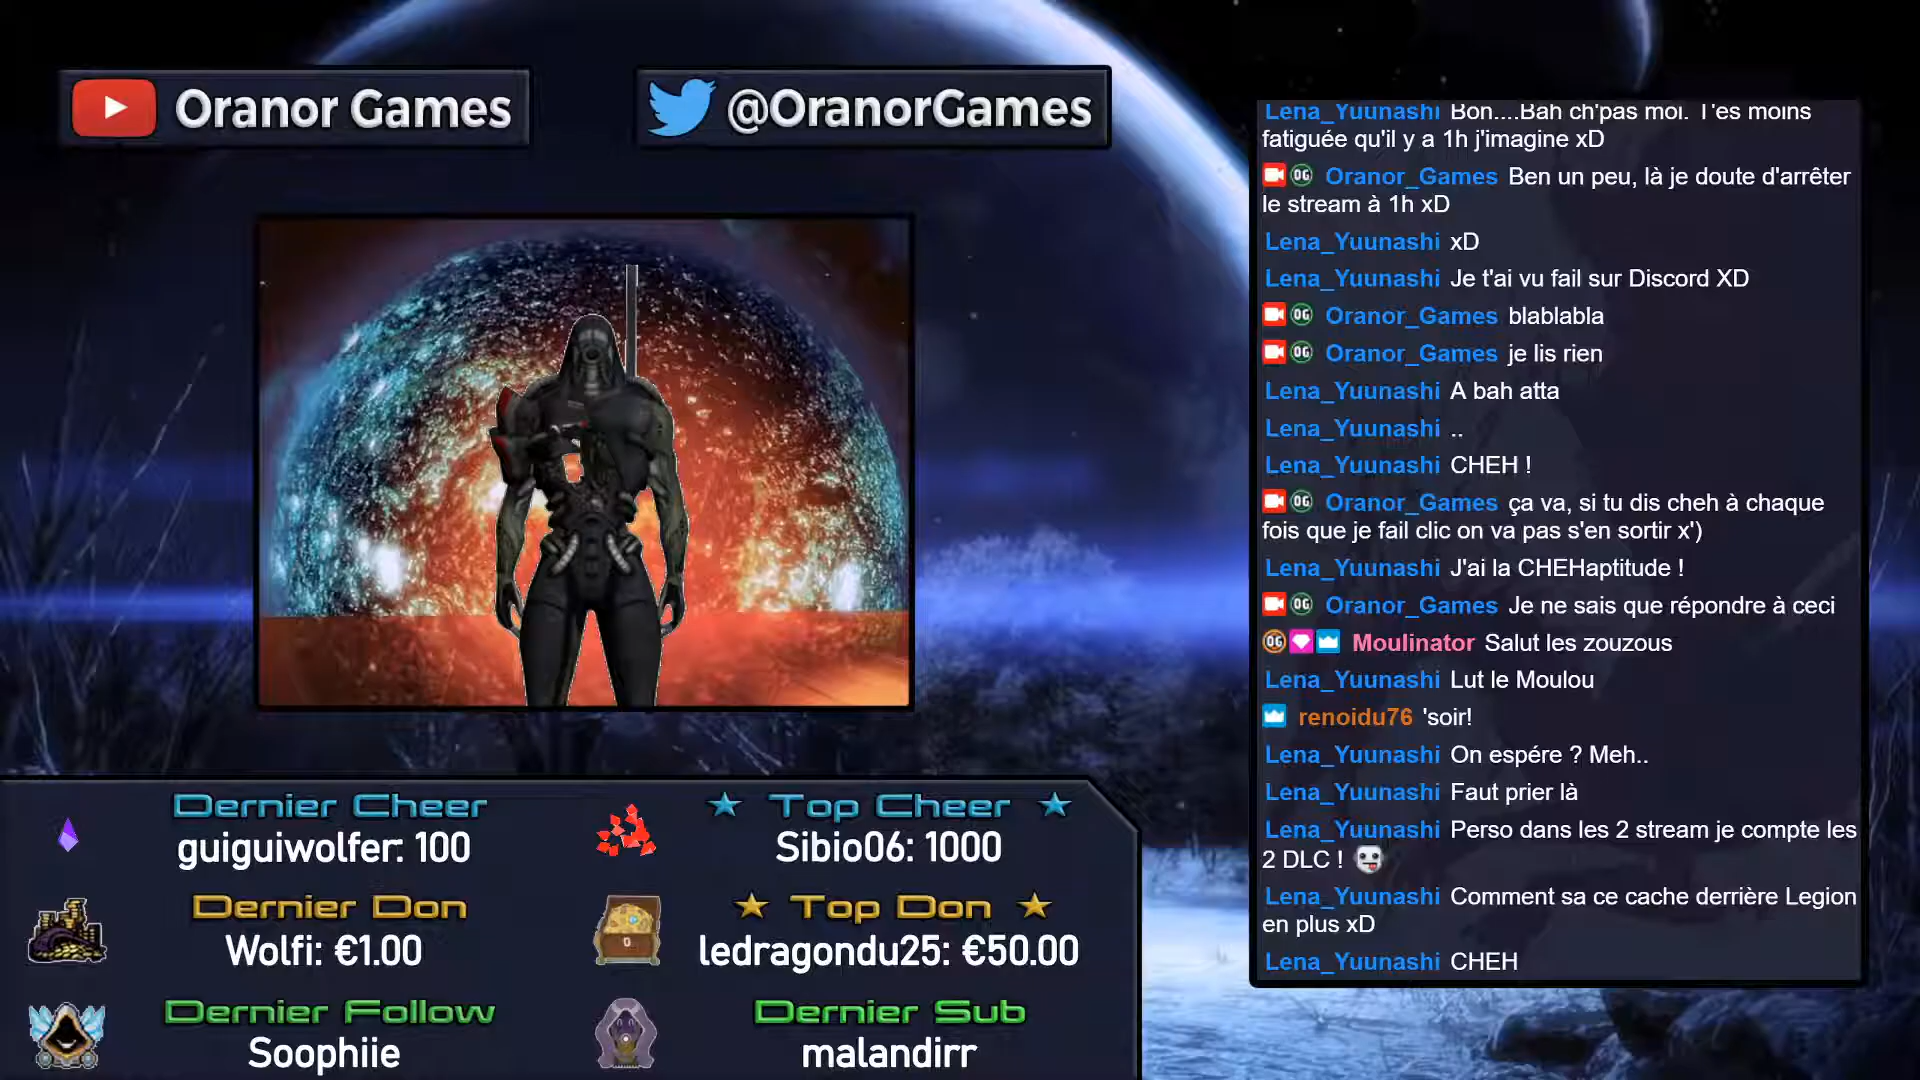 Oranor Games
@OranorGames
Lena_Yuunashi Bon....Bah ch'pas moi. T'es moins
fatiguée qu'il y a 1h j'imagine xD
OG Oranor_Games Ben un peu, là je doute d'arrêter
le stream à 1h xD
Lena_Yuunashi xD
Lena_Yuunashi Je t'ai vu fail sur Discord XD
OG Oranor_Games blablabla
OG Oranor_Games je lis rien
Lena_Yuunashi A bah atta
Lena_Yuunashi ..
Lena_Yuunashi CHEH !
OG Oranor_Games ça va, si tu dis cheh à chaque
fois que je fail clic on va pas s'en sortir x')
Lena_Yuunashi J'ai la CHEHaptitude !
OG Oranor_Games Je ne sais que répondre à ceci
OG Moulinator Salut les zouzous
Lena_Yuunashi Lut le Moulou
renoidu76 'soir!
Lena_Yuunashi On espére ? Meh..
Lena_Yuunashi Faut prier là
Lena_Yuunashi Perso dans les 2 stream je compte les
2 DLC !
Lena_Yuunashi Comment sa ce cache derrière Legion
en plus xD
Lena_Yuunashi CHEH
Dernier Cheer
guiguiwolfer: 100
★ Top Cheer ★
Sibio06: 1000
Dernier Don
Wolfi: €1.00
★ Top Don ★
ledragondu25: €50.00
Dernier Follow
Soophiie
Dernier Sub
malandirr